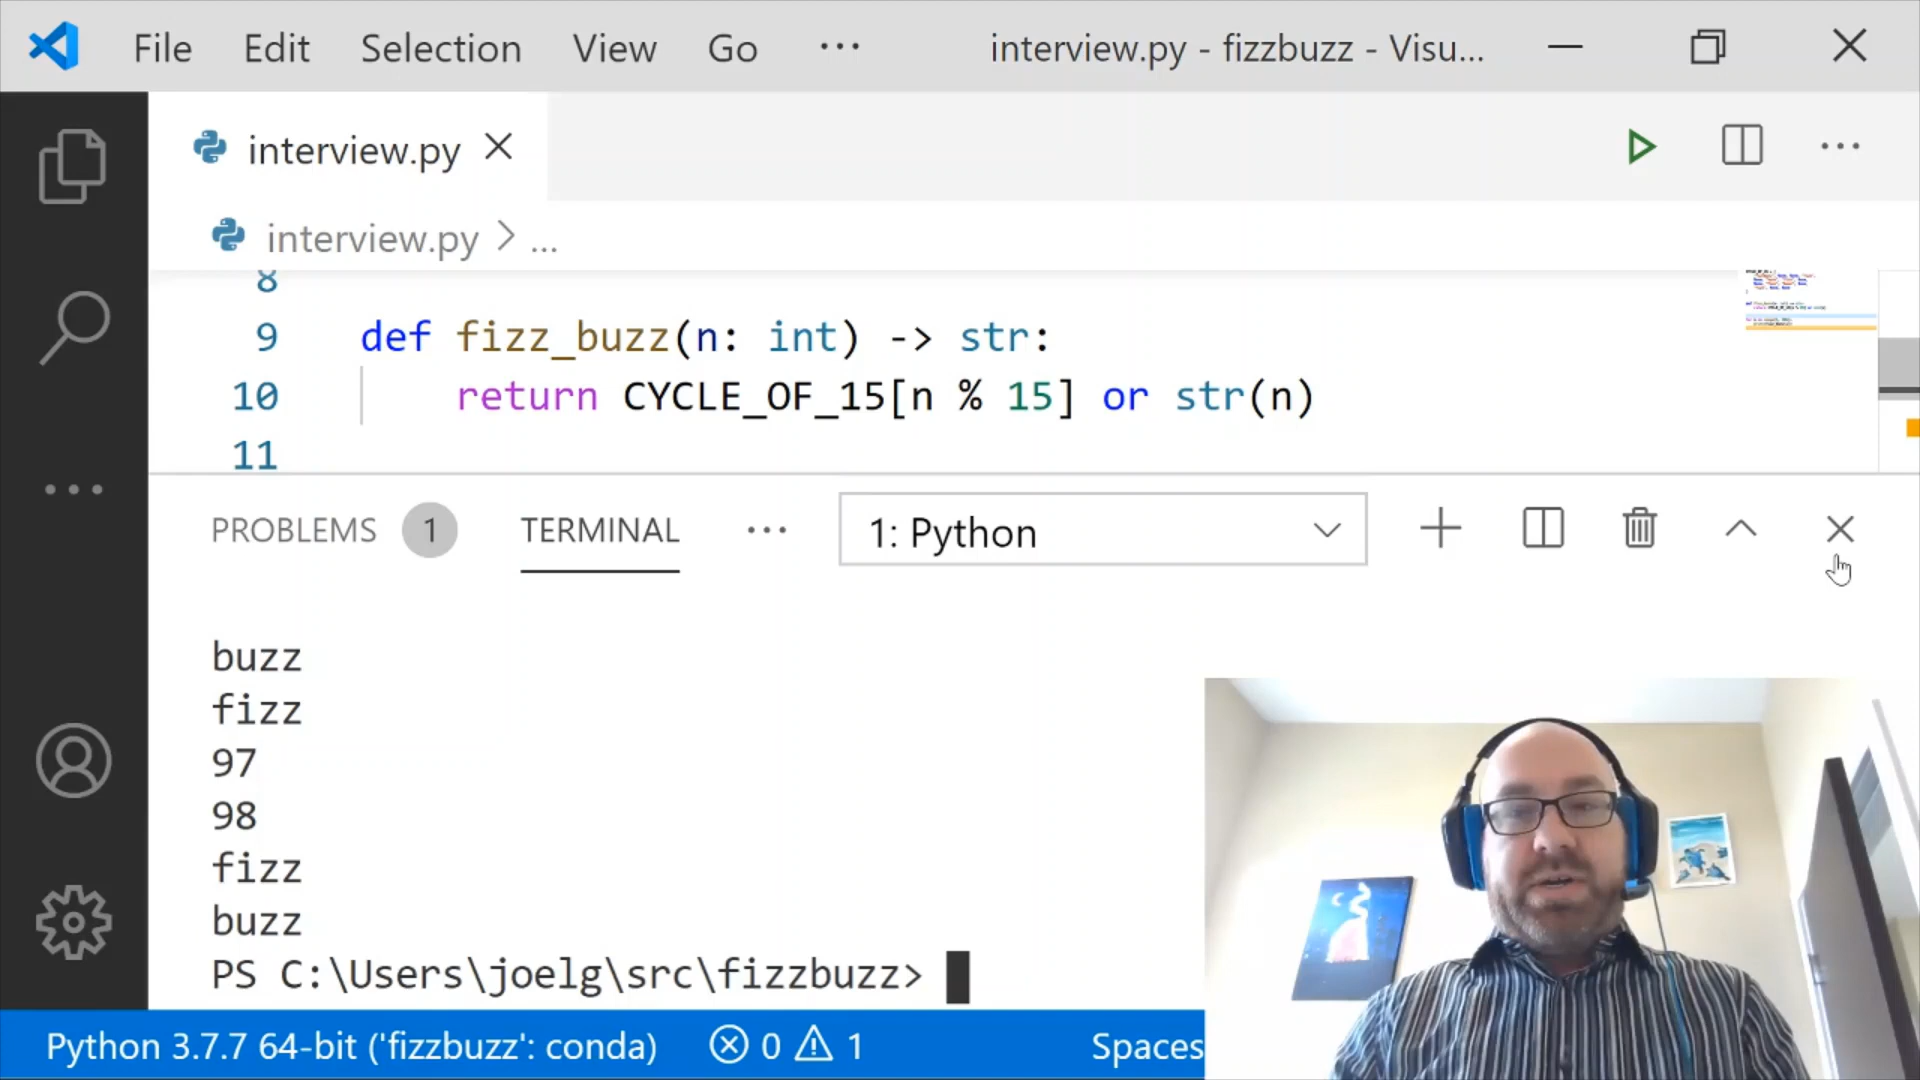 File Edit Selection View Go ··· interview.py - fizzbuzz - Visu...
interview.py
interview.py > ...
8
9 def fizz_buzz(n: int) -> str:
10 return CYCLE_OF_15[n % 15] or str(n)
11
PROBLEMS 1 TERMINAL ··· 1: Python
buzz
fizz
97
98
fizz
buzz
PS C:\Users\joelg\src\fizzbuzz>
Python 3.7.7 64-bit ('fizzbuzz': conda) 0 1 Spaces